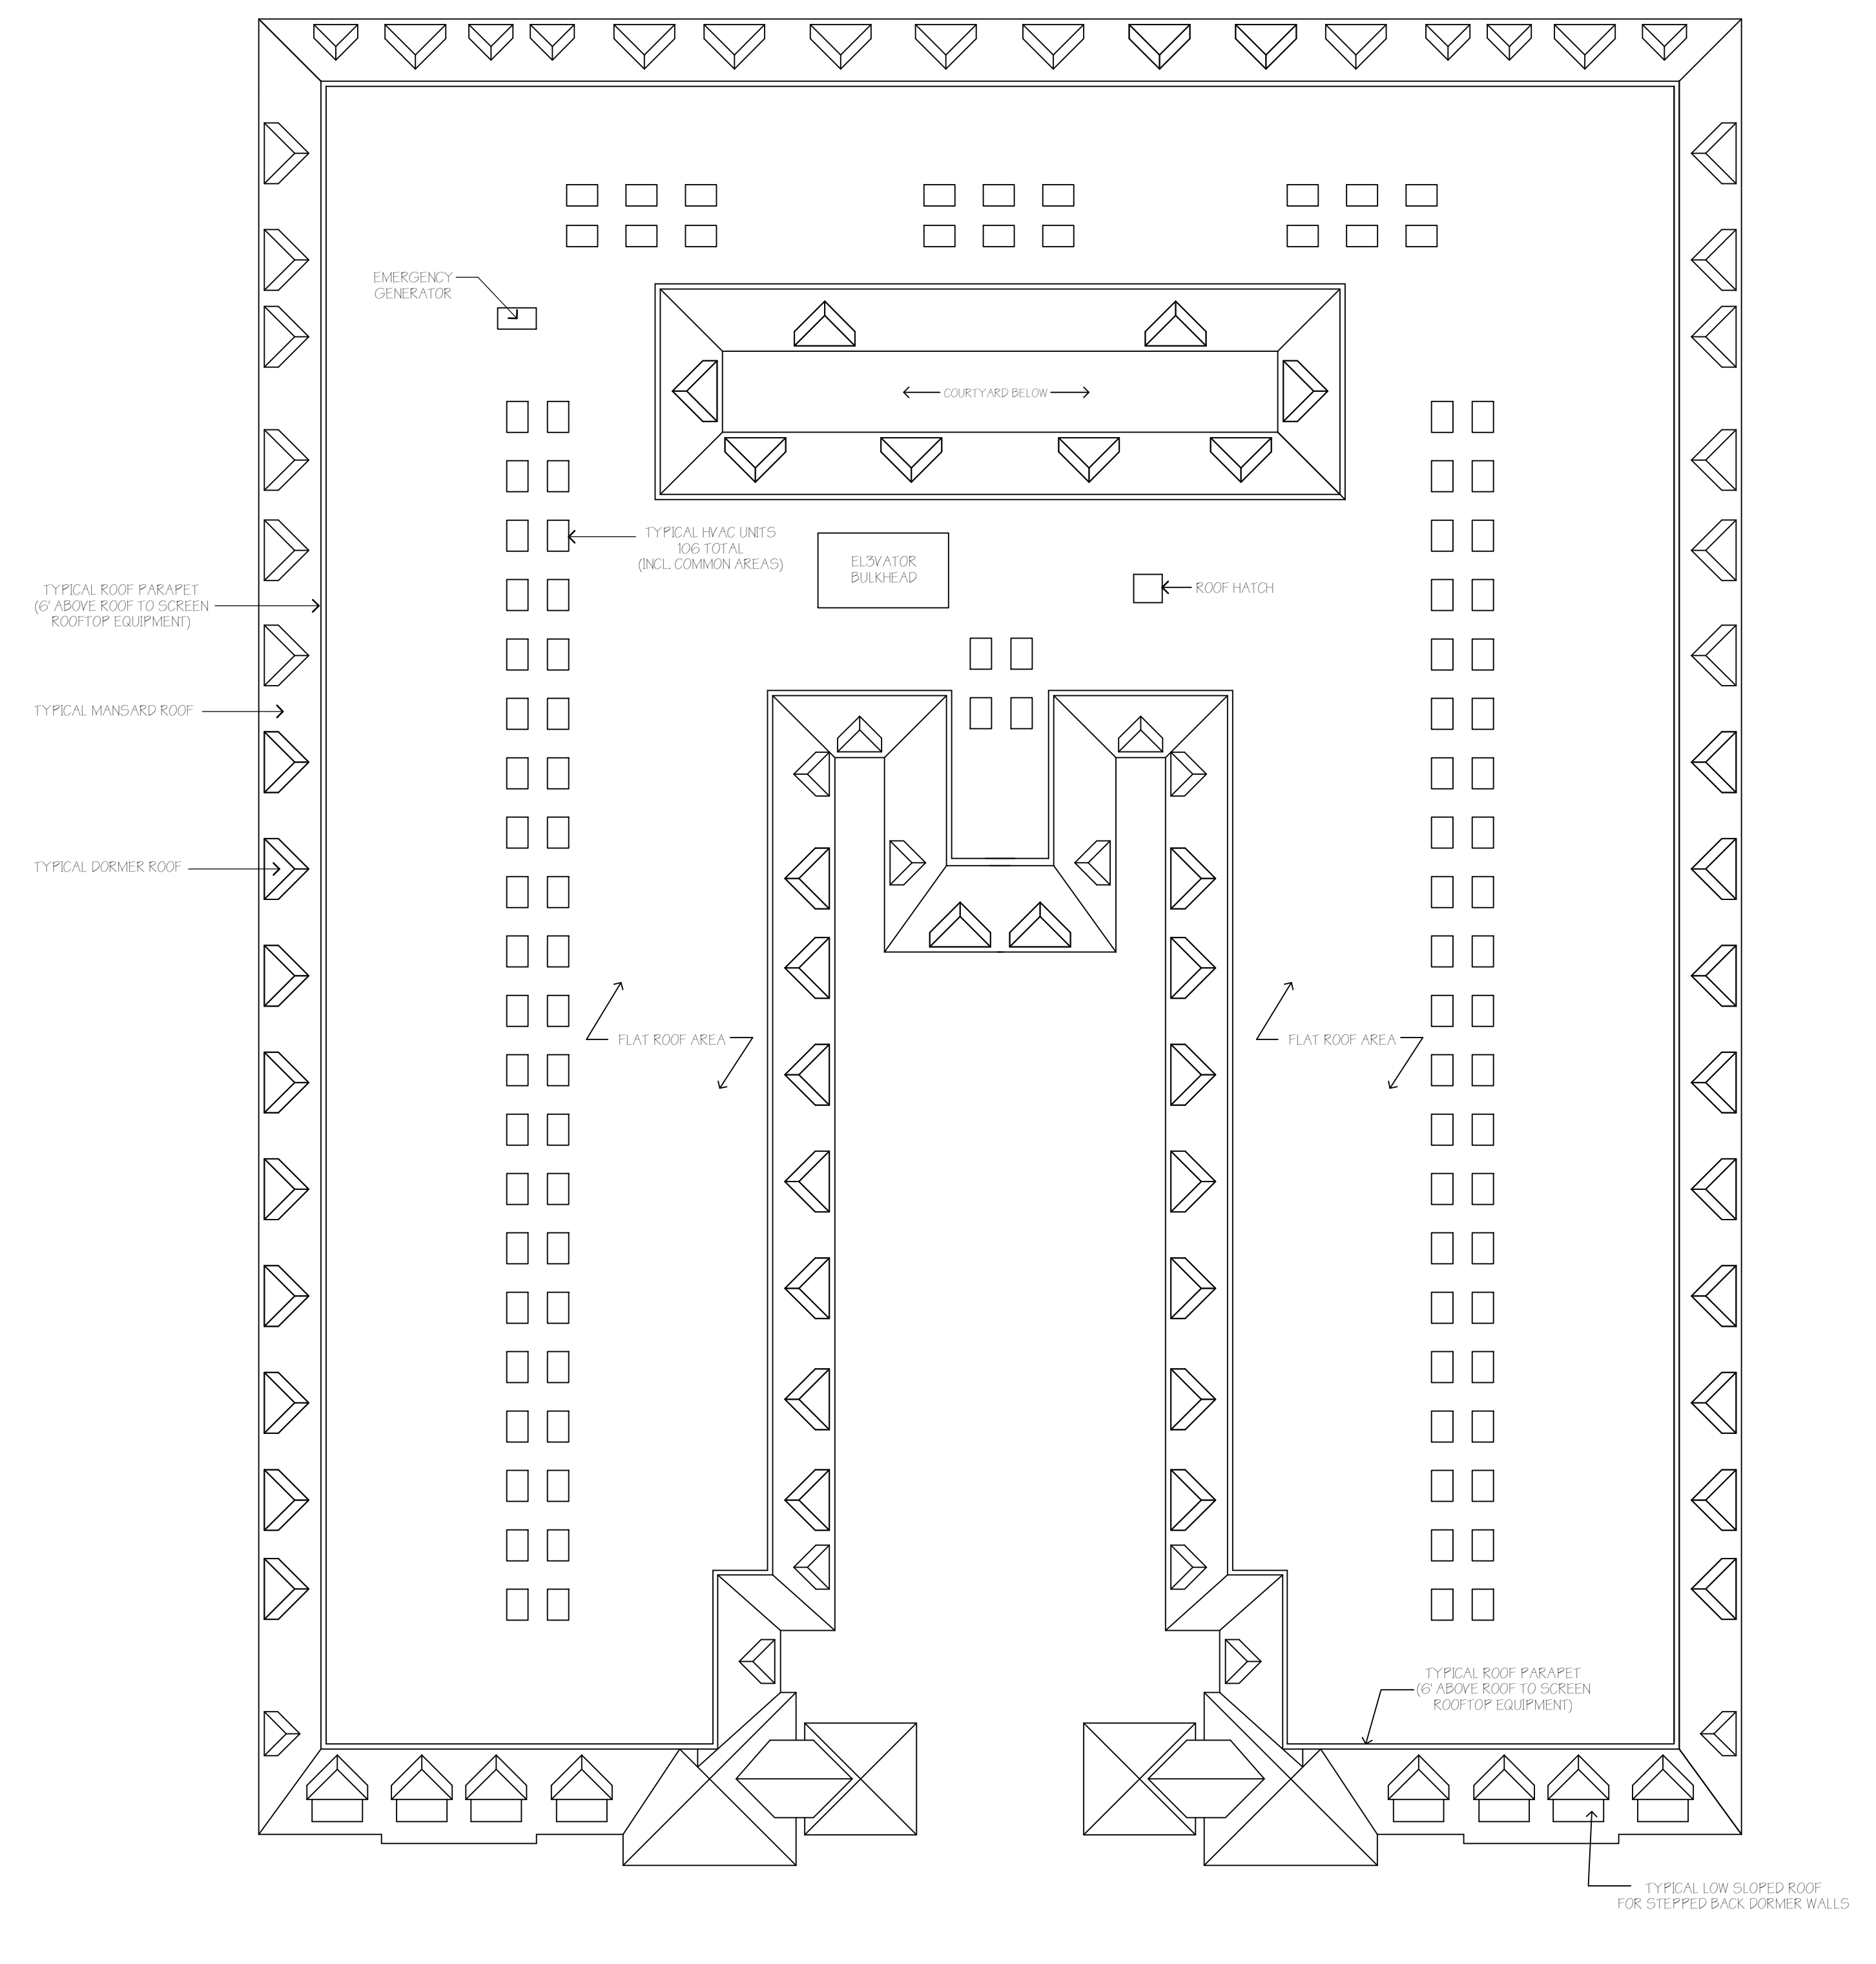 EMERGENCY
GENERATOR
COURTYARD BELOW
TYPICAL HVAC UNITS
106 TOTAL
(INCL. COMMON AREAS)
EL3VATOR
BULKHEAD
ROOF HATCH
TYPICAL ROOF PARAPET
(6' ABOVE ROOF TO SCREEN
ROOFTOP EQUIPMENT)
TYPICAL MANSARD ROOF
TYPICAL DORMER ROOF
FLAT ROOF AREA
FLAT ROOF AREA
TYPICAL ROOF PARAPET
(6' ABOVE ROOF TO SCREEN
ROOFTOP EQUIPMENT)
TYPICAL LOW SLOPED ROOF
FOR STEPPED BACK DORMER WALLS